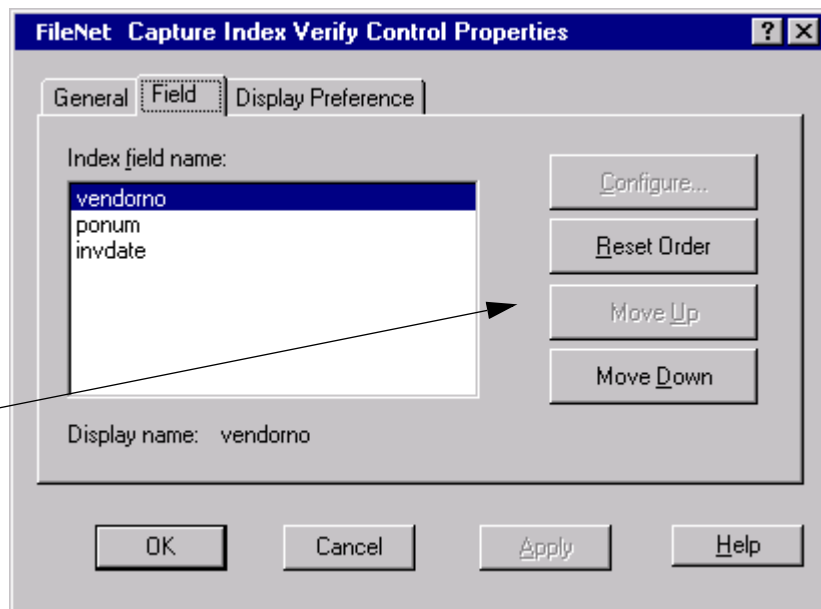 FileNet Capture Index Verify Control Properties
General Field Display Preference
Index field name:
vendorno
ponum
invdate
Configure...
Reset Order
Move Up
Move Down
Display name: vendorno
OK Cancel Apply Help